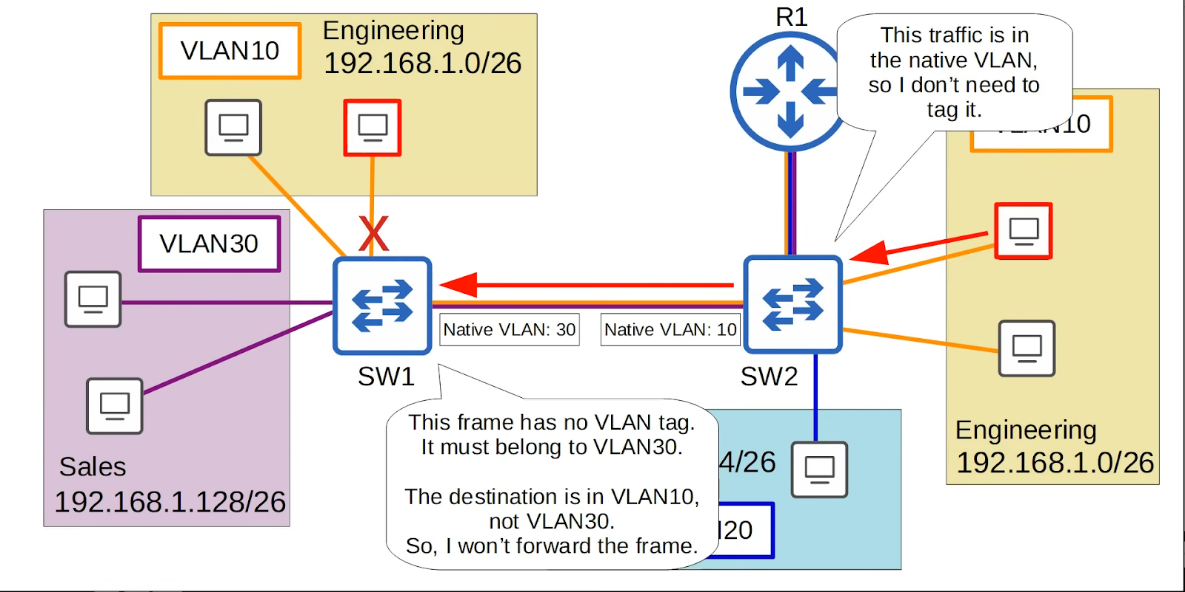 VLAN10
Engineering
192.168.1.0/26
R1
This traffic is in
the native VLAN,
so I don't need to
tag it.
VLAN10
VLAN30
X
Native VLAN: 30
Native VLAN: 10
SW1
SW2
This frame has no VLAN tag.
It must belong to VLAN30.
The destination is in VLAN10,
not VLAN30.
So, I won't forward the frame.
Sales
192.168.1.128/26
4/26
N20
Engineering
192.168.1.0/26